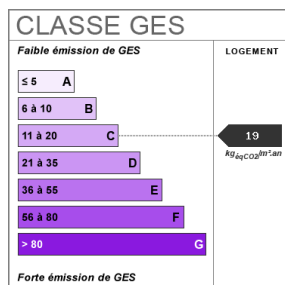 CLASSE GES
Faible émission de GES
LOGEMENT
≤ 5 A
6 à 10 B
11 à 20 C
19
kgéqCO2/m².an
21 à 35 D
36 à 55 E
56 à 80 F
> 80 G
Forte émission de GES